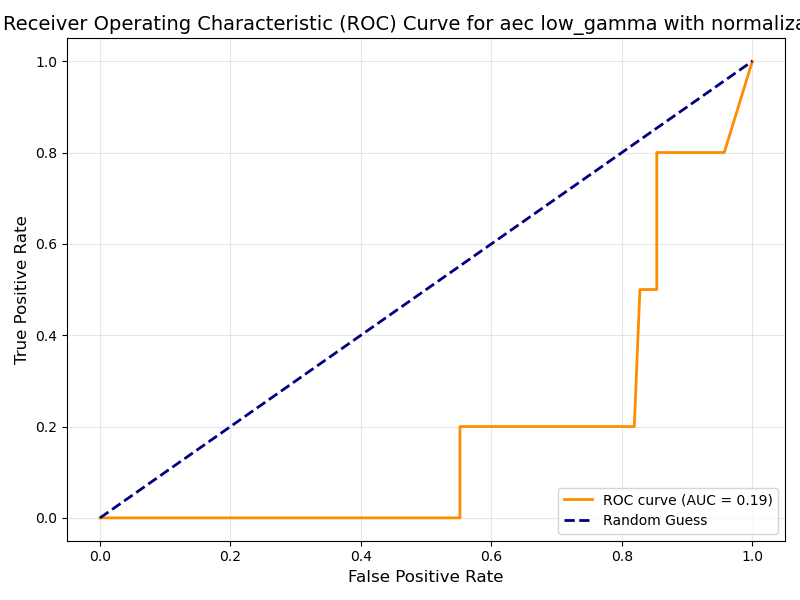 Receiver Operating Characteristic (ROC) Curve for aec low_gamma with normaliza
1.0
0.8
0.6
0.4
0.2
0.0
True Positive Rate
0.0 0.2 0.4 0.6 0.8 1.0
False Positive Rate
ROC curve (AUC = 0.19)
Random Guess